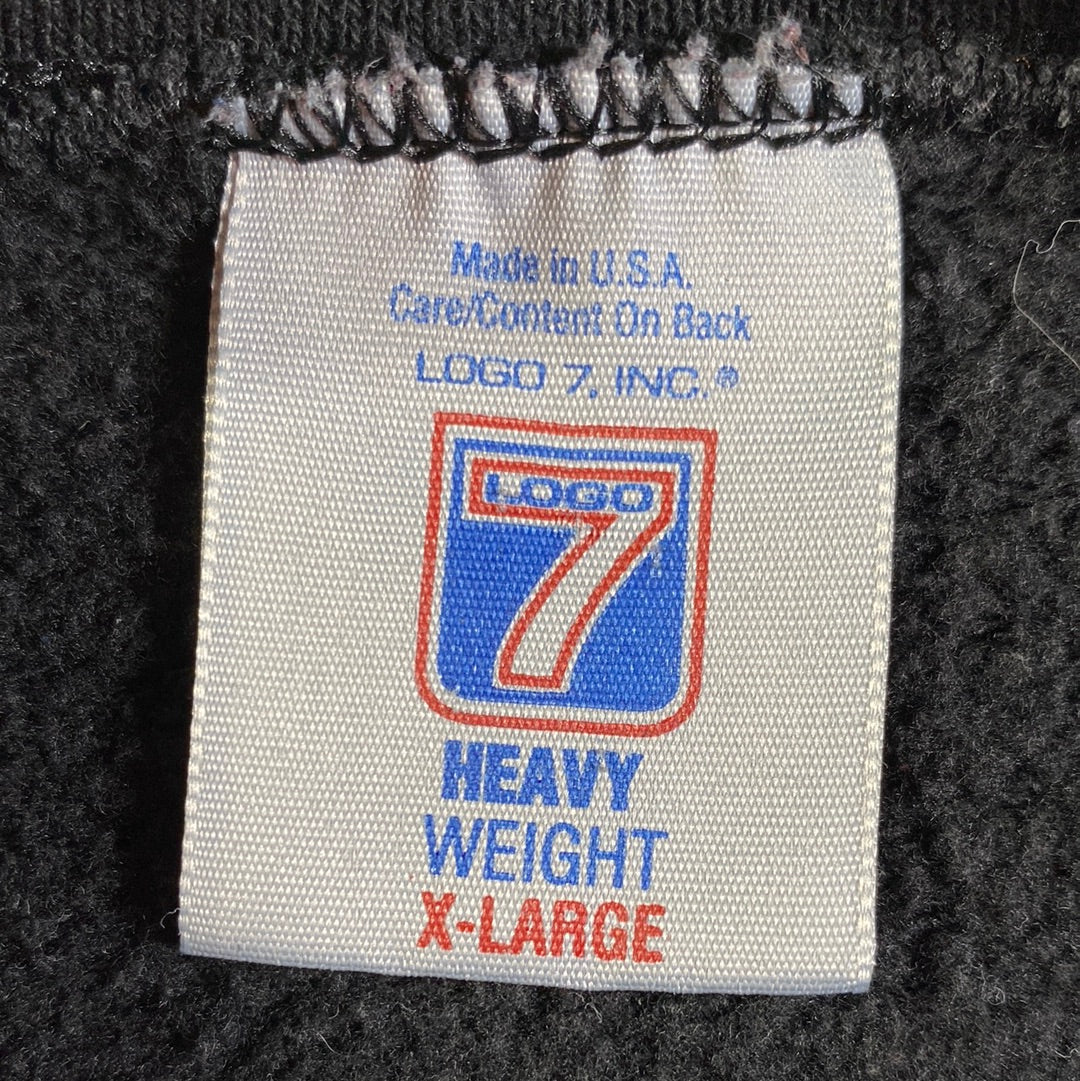 Made in U.S.A.
Care/Content On Back
LOGO 7, INC.®
LOGO
7
HEAVY
WEIGHT
X-LARGE